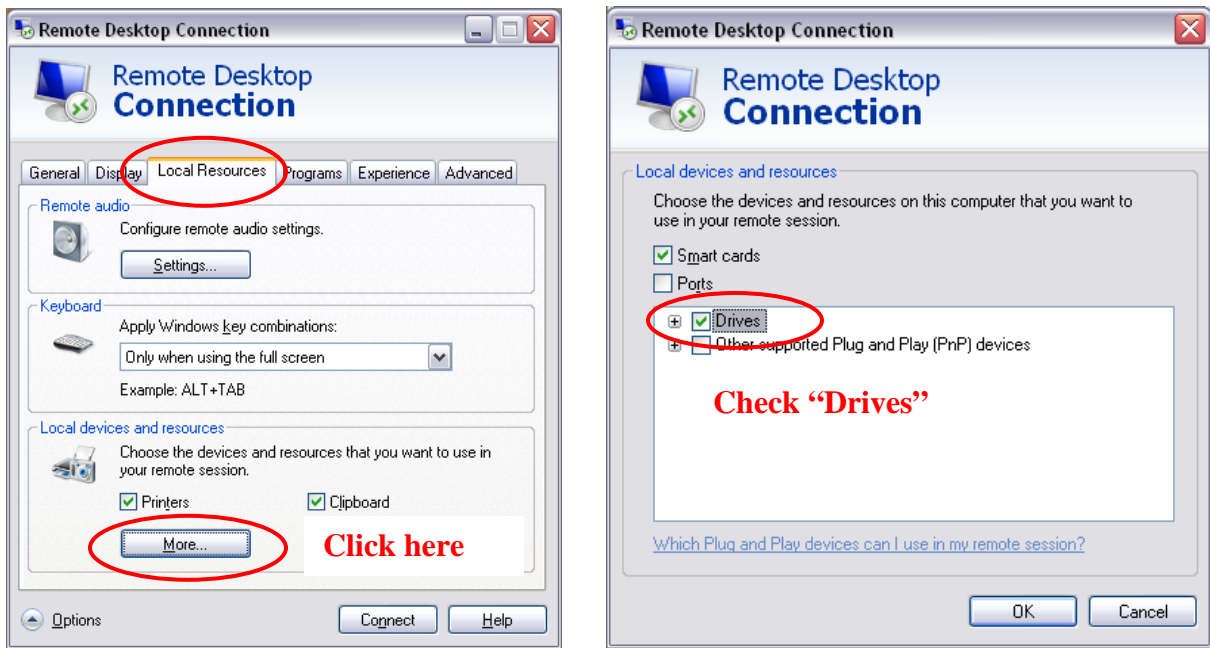 Remote Desktop Connection
Remote Desktop
Connection
General Display Local Resources Programs Experience Advanced
Remote audio
Configure remote audio settings.
Settings...
Keyboard
Apply Windows key combinations:
Only when using the full screen
Example: ALT+TAB
Local devices and resources
Choose the devices and resources that you want to use in
your remote session.
Printers Clipboard
More... Click here
Options Connect Help
Remote Desktop Connection
Remote Desktop
Connection
Local devices and resources
Choose the devices and resources on this computer that you want to
use in your remote session.
Smart cards
Ports
Drives
Other supported Plug and Play (PnP) devices
Check “Drives”
Which Plug and Play devices can I use in my remote session?
OK Cancel